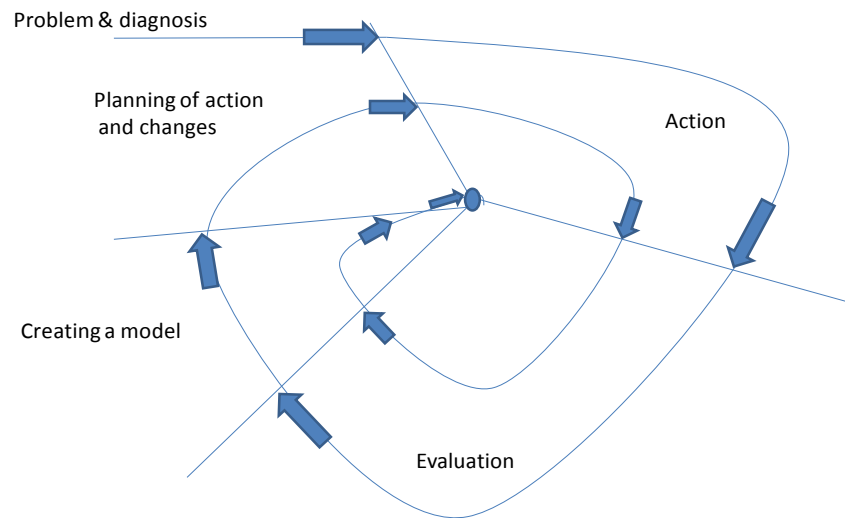 Problem & diagnosis
Planning of action
and changes
Action
Creating a model
Evaluation